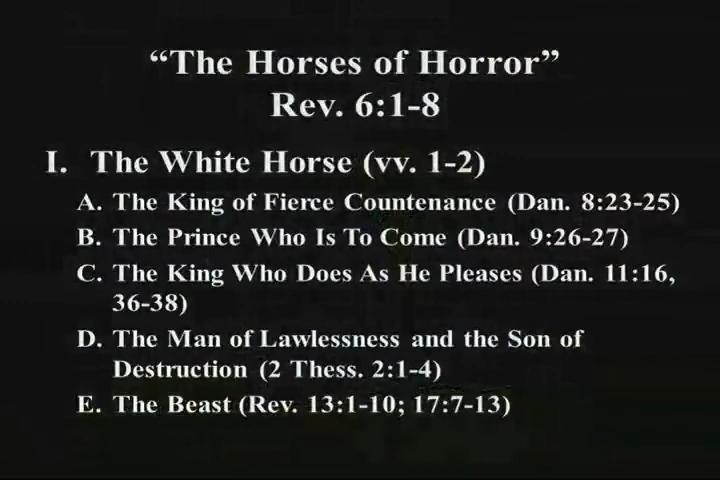 “The Horses of Horror”
Rev. 6:1-8
I. The White Horse (vv. 1-2)
A. The King of Fierce Countenance (Dan. 8:23-25)
B. The Prince Who Is To Come (Dan. 9:26-27)
C. The King Who Does As He Pleases (Dan. 11:16,
36-38)
D. The Man of Lawlessness and the Son of
Destruction (2 Thess. 2:1-4)
E. The Beast (Rev. 13:1-10; 17:7-13)